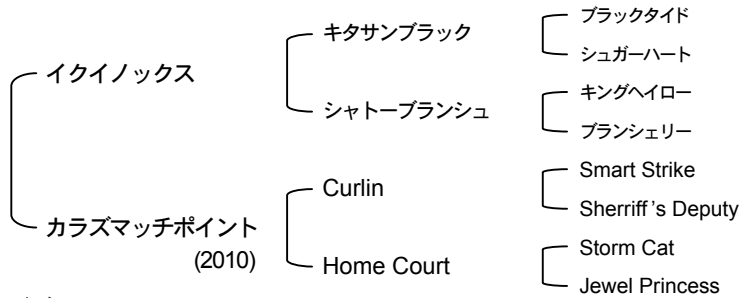 イクイノックス
キタサンブラック
ブラックタイド
シュガーハート
シャトーブランシュ
キングヘイロー
ブランシェリー
カラズマッチポイント
(2010)
Curlin
Smart Strike
Sherriff's Deputy
Home Court
Storm Cat
Jewel Princess